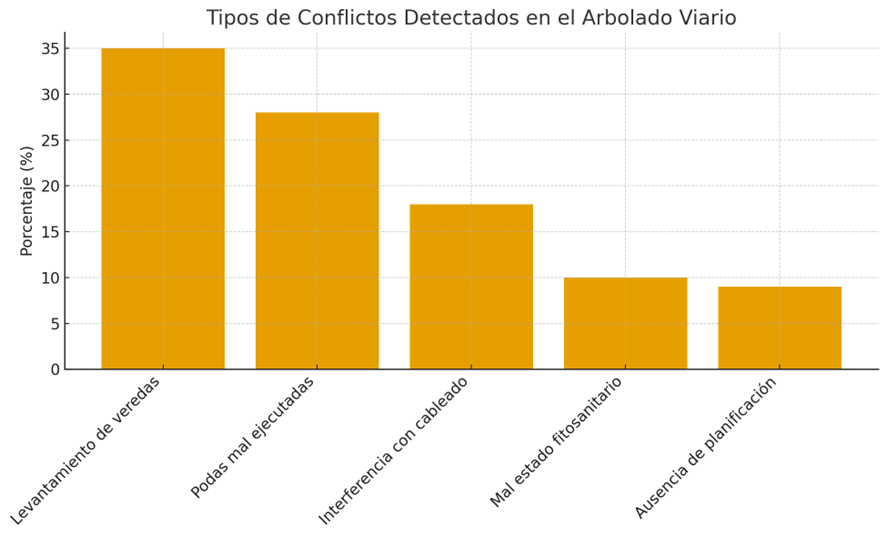 Tipos de Conflictos Detectados en el Arbolado Viario
Porcentaje (%)
35
30
25
20
15
10
5
0
Levantamiento de veredas
Podas mal ejecutadas
Interferencia con cableado
Mal estado fitosanitario
Ausencia de planificación